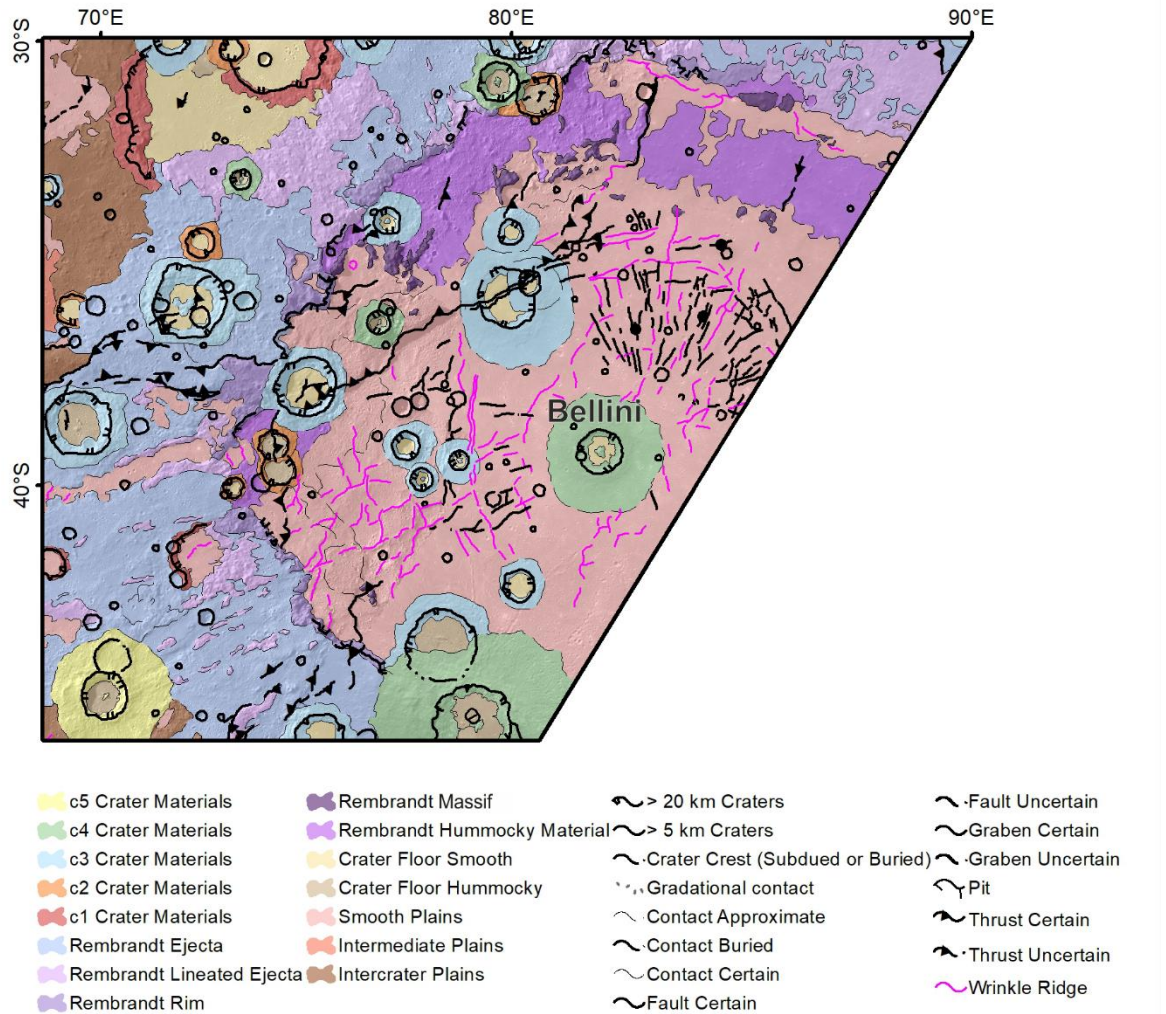 70°E 80°E 90°E
30°S
Bellini
40°S
c5 Crater Materials
c4 Crater Materials
c3 Crater Materials
c2 Crater Materials
c1 Crater Materials
Rembrandt Ejecta
Rembrandt Lineated Ejecta
Rembrandt Rim
Rembrandt Massif
Rembrandt Hummocky Material
Crater Floor Smooth
Crater Floor Hummocky
Smooth Plains
Intermediate Plains
Intercrater Plains
> 20 km Craters
> 5 km Craters
Crater Crest (Subdued or Buried)
Gradational contact
Contact Approximate
Contact Buried
Contact Certain
Fault Certain
Fault Uncertain
Graben Certain
Graben Uncertain
Pit
Thrust Certain
Thrust Uncertain
Wrinkle Ridge